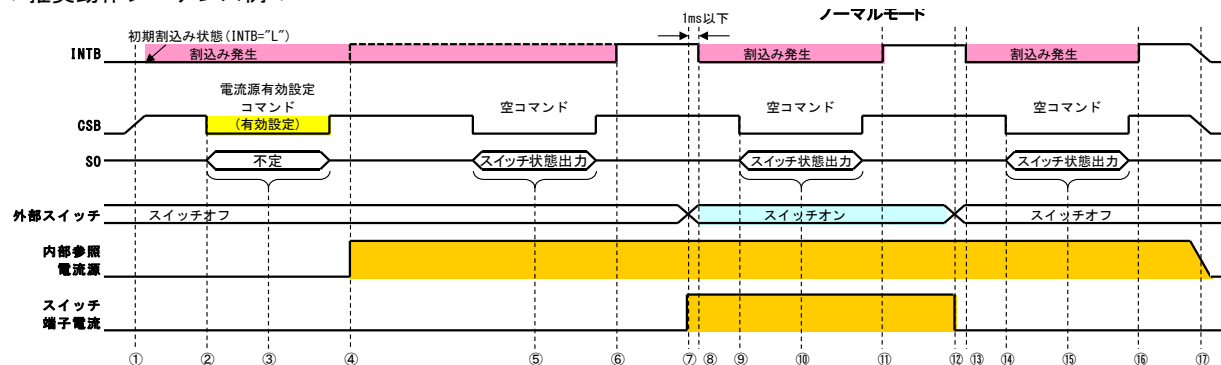 ノーマルモード
1ms以下
初期割込み状態(INTB="L")
INTB
割込み発生
割込み発生
割込み発生
電流源有効設定
コマンド
(有効設定)
空コマンド
空コマンド
空コマンド
CSB
SO
不定
スイッチ状態出力
スイッチ状態出力
スイッチ状態出力
外部スイッチ
スイッチオフ
スイッチオン
スイッチオフ
内部参照
電流源
スイッチ
端子電流
① ② ③ ④ ⑤ ⑥ ⑦ ⑧ ⑨ ⑩ ⑪ ⑫ ⑬ ⑭ ⑮ ⑯ ⑰